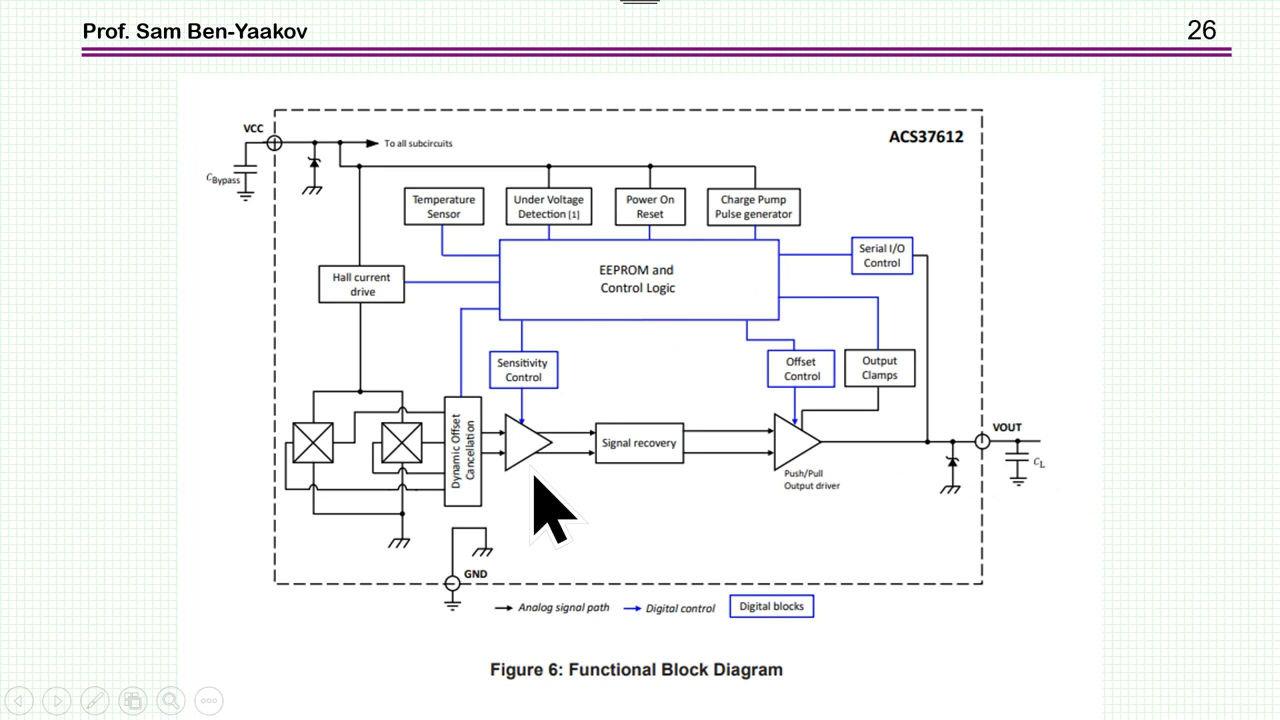 Prof. Sam Ben-Yaakov
26
ACS37612
VCC
To all subcircuits
CBypass
Temperature
Sensor
Under Voltage
Detection [1]
Power On
Reset
Charge Pump
Pulse generator
Serial I/O
Control
EEPROM and
Control Logic
Hall current
drive
Sensitivity
Control
Offset
Control
Output
Clamps
Dynamic Offset
Cancellation
Signal recovery
Push/Pull
Output driver
VOUT
CL
GND
Analog signal path
Digital control
Digital blocks
Figure 6: Functional Block Diagram